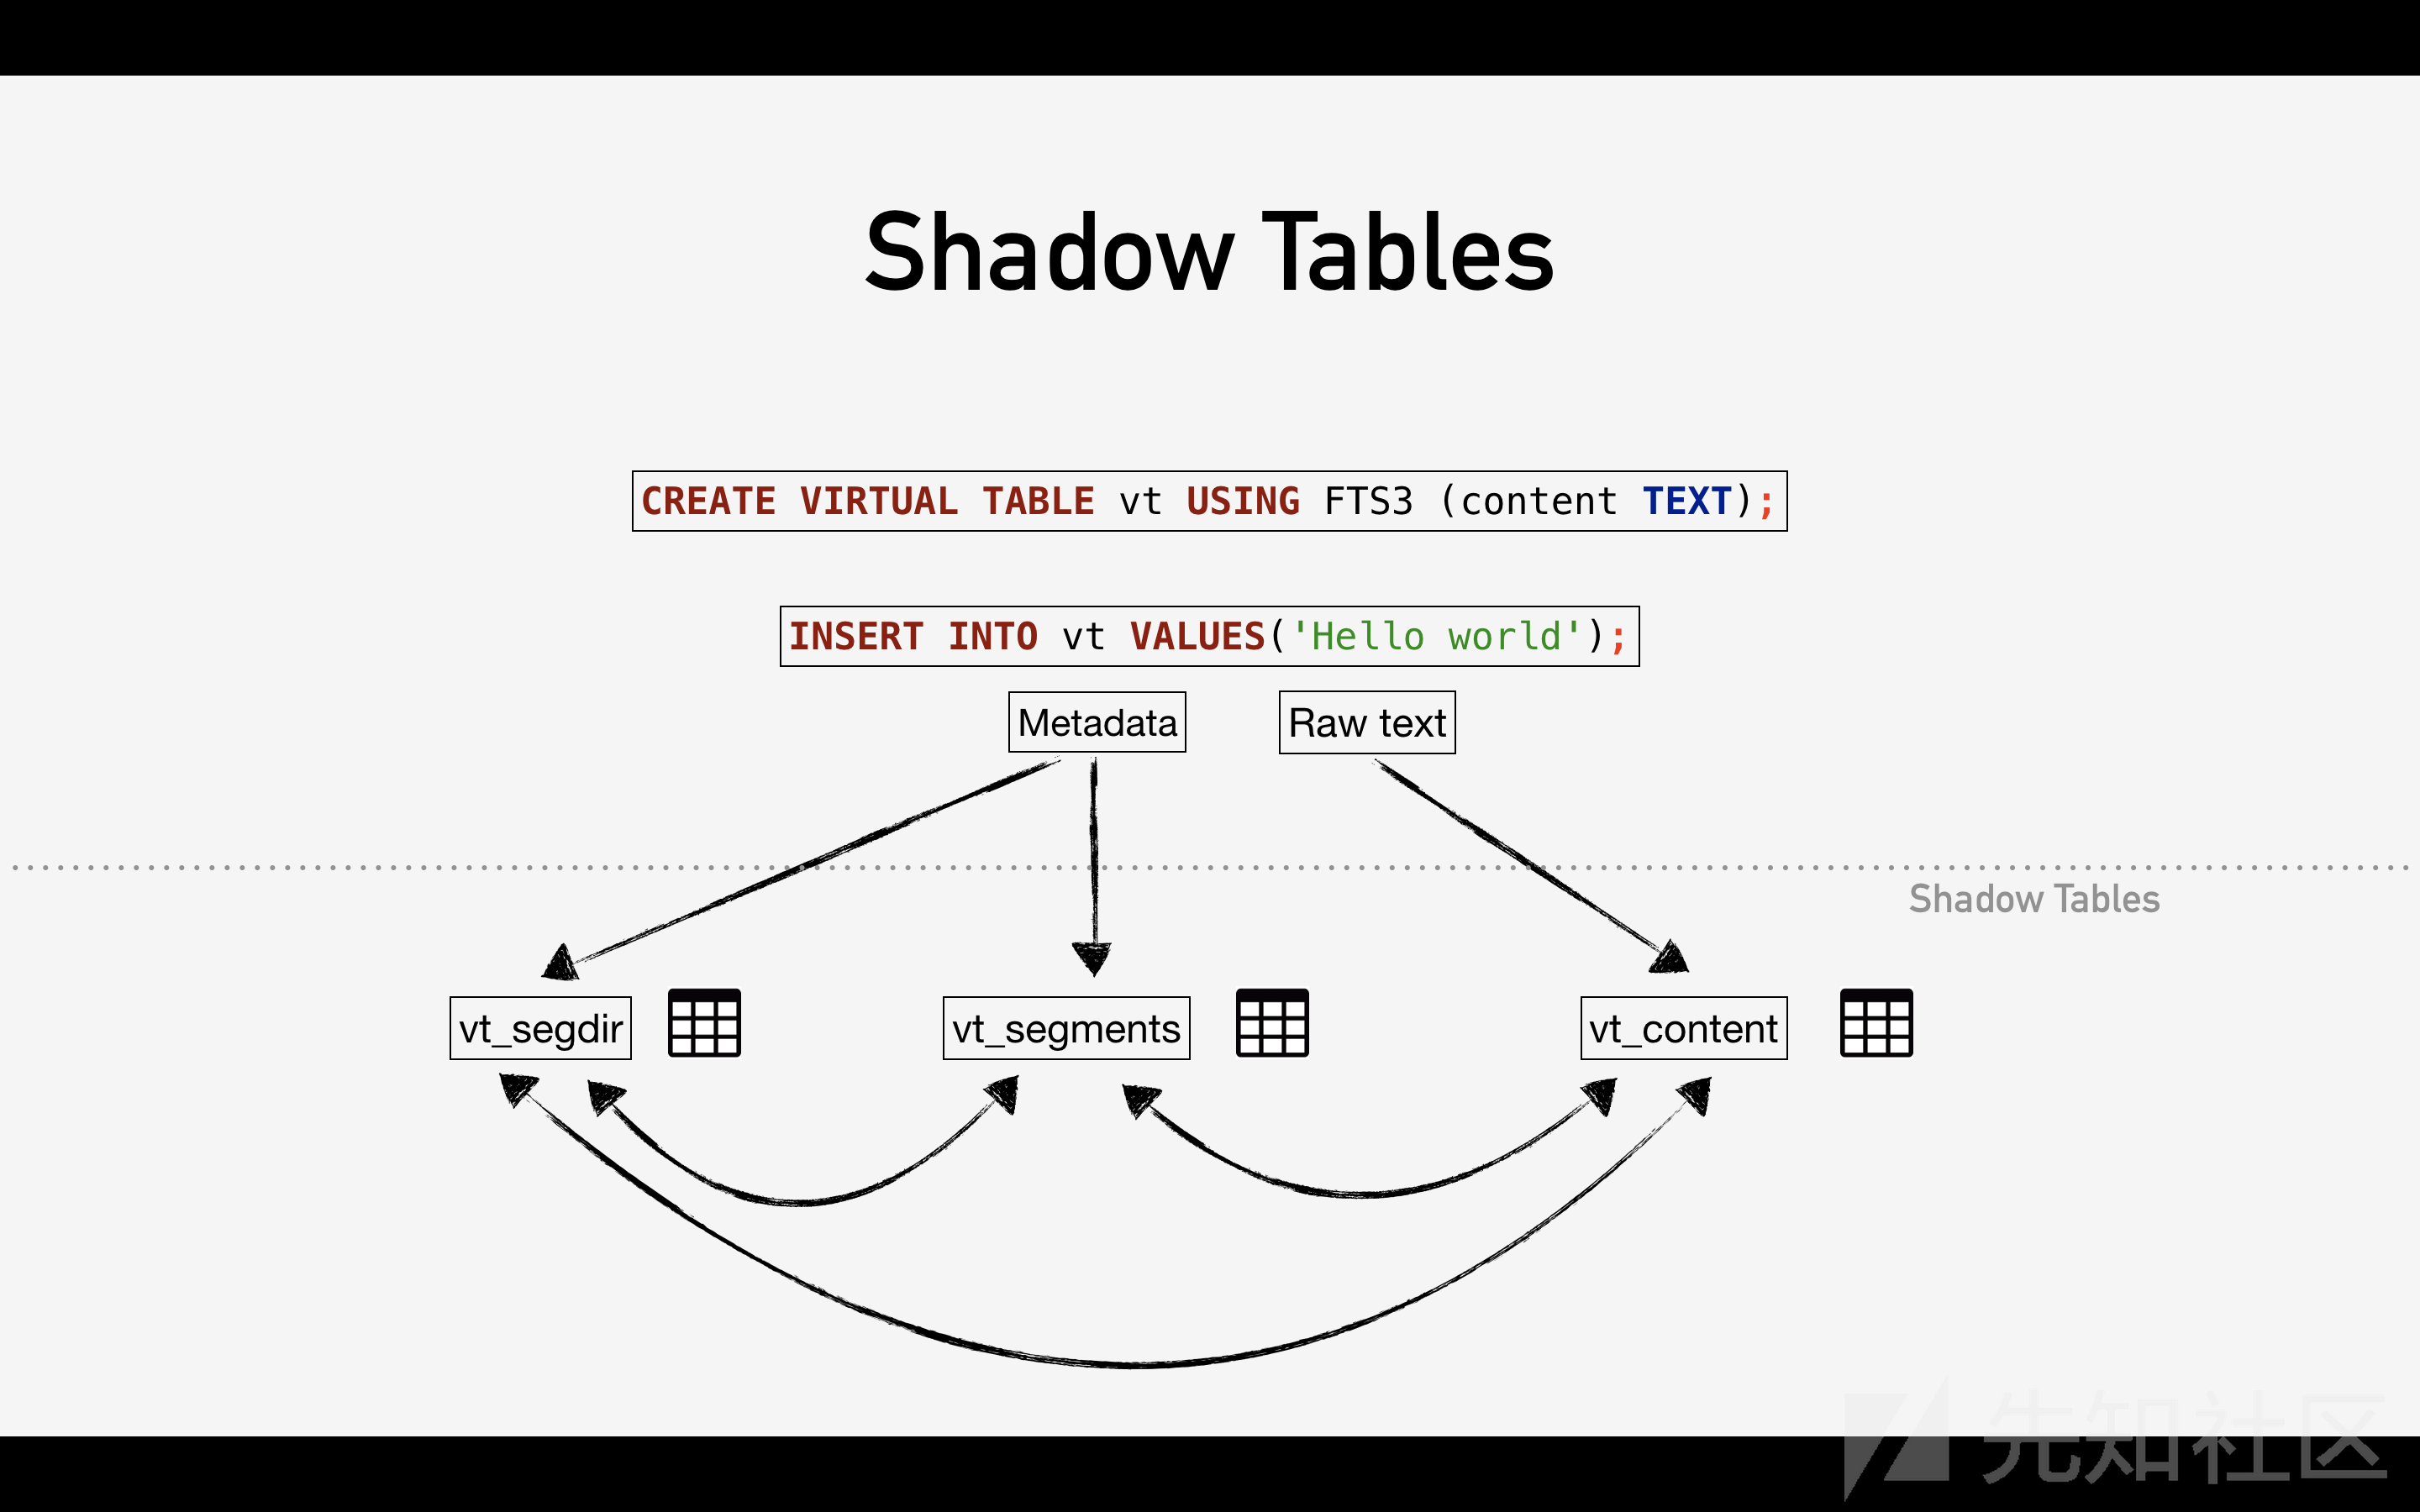 Shadow Tables
CREATE VIRTUAL TABLE vt USING FTS3 (content TEXT);
INSERT INTO vt VALUES('Hello world');
Metadata
Raw text
Shadow Tables
vt_segdir
vt_segments
vt_content
先知社区